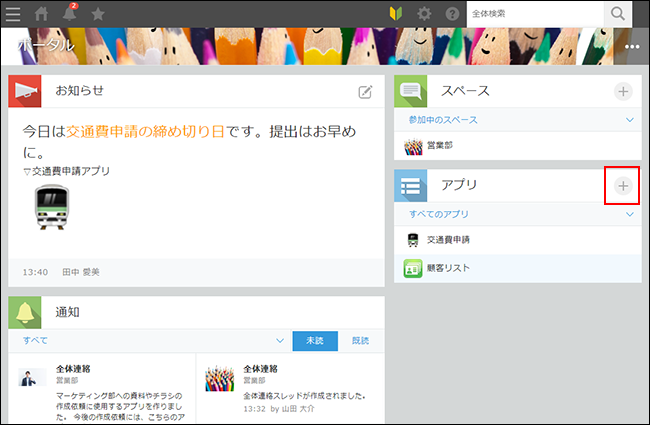 2
全体検索
ポータル
お知らせ
今日は交通費申請の締め切り日です。提出はお早め
に。
▽交通費申請アプリ
13:40 田中 愛美
通知
すべて
未読
既読
全体連絡
営業部
マーケティング部への資料やチラシの
作成依頼に使用するアプリを作りまし
た。 今後の作成依頼には、こちらのア
全体連絡
営業部
全体連絡スレッドが作成されました。
13:32 by 山田 大介
スペース
参加中のスペース
営業部
アプリ
すべてのアプリ
交通費申請
顧客リスト